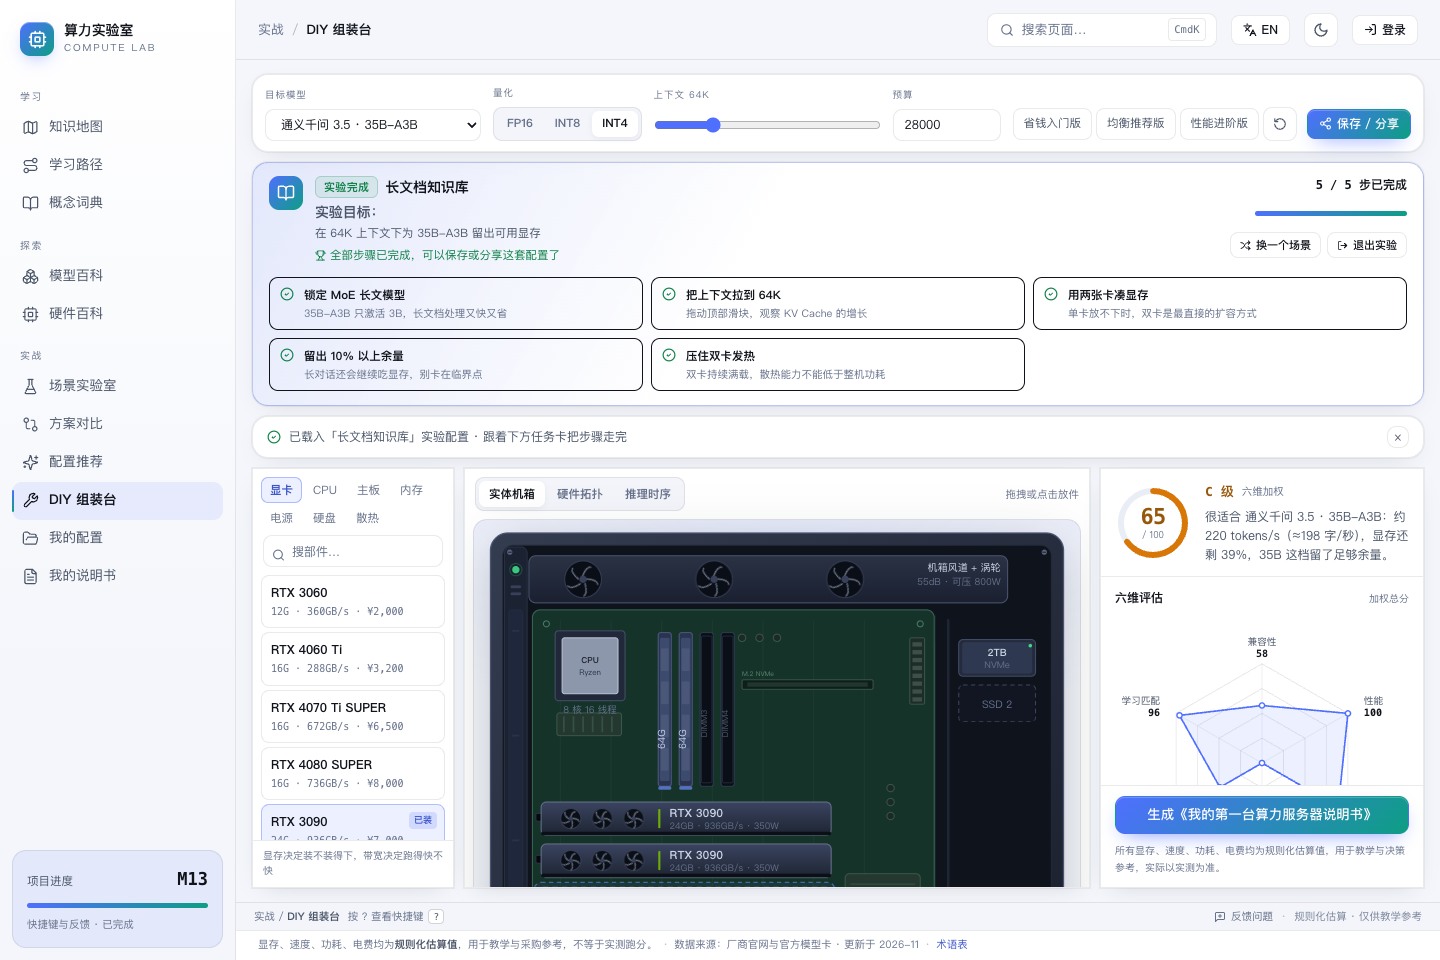 算力实验室
COMPUTE LAB
学习
知识地图
学习路径
概念词典
探索
模型百科
硬件百科
实战
场景实验室
方案对比
配置推荐
DIY 组装台
我的配置
我的说明书
项目进度 M13
快捷键与反馈 · 已完成
实战 / DIY 组装台
搜索页面... CmdK
EN
登录
目标模型
通义千问 3.5 · 35B-A3B
量化
FP16 INT8 INT4
上下文 64K
预算
28000
省钱入门版 均衡推荐版 性能进阶版
保存 / 分享
实验完成 长文档知识库
实验目标：
在 64K 上下文下为 35B-A3B 留出可用显存
全部步骤已完成，可以保存或分享这套配置了
5 / 5 步已完成
换一个场景 退出实验
锁定 MoE 长文模型
35B-A3B 只激活 3B，长文档处理又快又省
把上下文拉到 64K
拖动顶部滑块，观察 KV Cache 的增长
用两张卡凑显存
单卡放不下时，双卡是最直接的扩容方式
留出 10% 以上余量
长对话还会继续吃显存，别卡在临界点
压住双卡发热
双卡持续满载，散热能力不能低于整机功耗
已载入「长文档知识库」实验配置 · 跟着下方任务卡把步骤走完
显卡 CPU 主板 内存
电源 硬盘 散热
搜部件...
RTX 3060
12G · 360GB/s · ¥2,000
RTX 4060 Ti
16G · 288GB/s · ¥3,200
RTX 4070 Ti SUPER
16G · 672GB/s · ¥6,500
RTX 4080 SUPER
16G · 736GB/s · ¥8,000
RTX 3090 已装
24G · 936GB/s · ¥7,000
显存决定装不装得下，带宽决定跑得快不
快
实体机箱 硬件拓扑 推理时序
拖拽或点击放件
机箱风道 + 涡轮
55dB · 可压 800W
CPU
Ryzen
8 核 16 线程
64G
64G
DIMM3
DIMM4
M.2 NVMe
2TB
NVMe
SSD 2
RTX 3090
24GB · 936GB/s · 350W
RTX 3090
24GB · 936GB/s · 350W
65
/ 100
C 级 六维加权
很适合 通义千问 3.5 · 35B-A3B：约
220 tokens/s（≈198 字/秒），显存还
剩 39%，35B 这档留了足够余量。
六维评估 加权总分
兼容性
58
学习匹配
96
性能
100
生成《我的第一台算力服务器说明书》
所有显存、速度、功耗、电费均为规则化估算值，用于教学与决策
参考，实际以实测为准。
实战 / DIY 组装台 按 ? 查看快捷键 ?
反馈问题 · 规则化估算 · 仅供教学参考
显存、速度、功耗、电费均为规则化估算值，用于教学与采购参考，不等于实测跑分。 · 数据来源：厂商官网与官方模型卡 · 更新于 2026-11 · 术语表